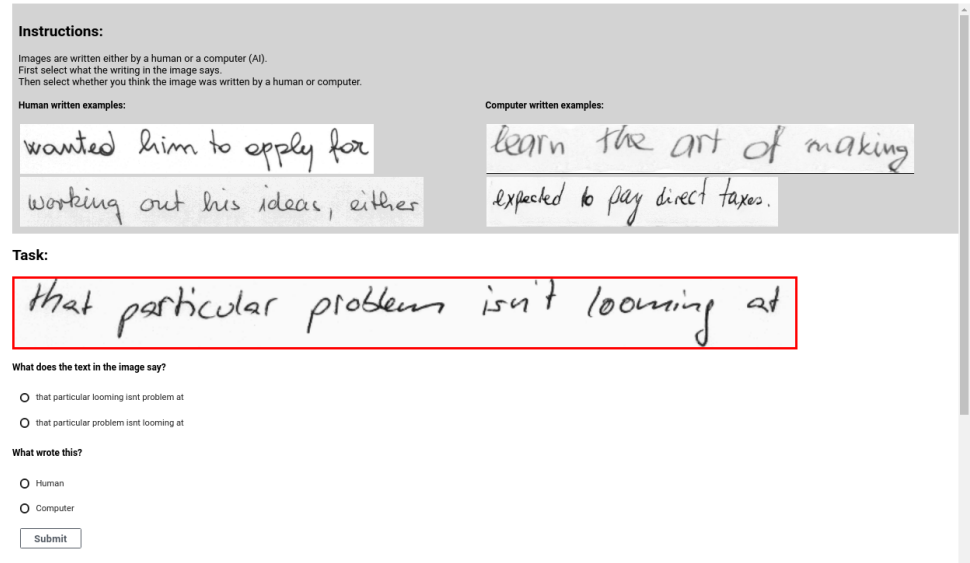 Instructions:
Images are written either by a human or a computer (AI).
First select what the writing in the image says.
Then select whether you think the image was written by a human or computer.
Human written examples:
Computer written examples:
wanted him to apply for
learn the art of making
working out his ideas, either
expected to pay direct taxes.
Task:
that particular problem isn't looming at
What does the text in the image say?
that particular looming isnt problem at
that particular problem isnt looming at
What wrote this?
Human
Computer
Submit